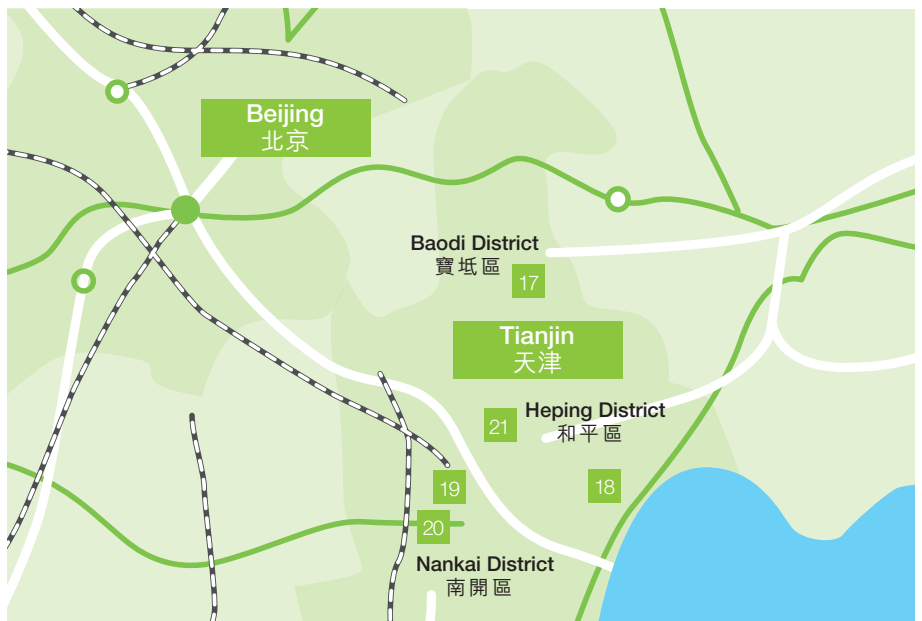 Beijing
北京
Baodi District
寶坻區
17
Tianjin
天津
Heping District
和平區
21
18
19
20
Nankai District
南開區